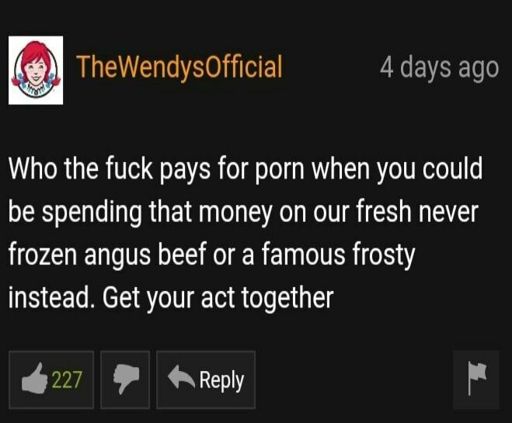 TheWendysOfficial 4 days ago
Who the fuck pays for porn when you could
be spending that money on our fresh never
frozen angus beef or a famous frosty
instead. Get your act together
227 Reply